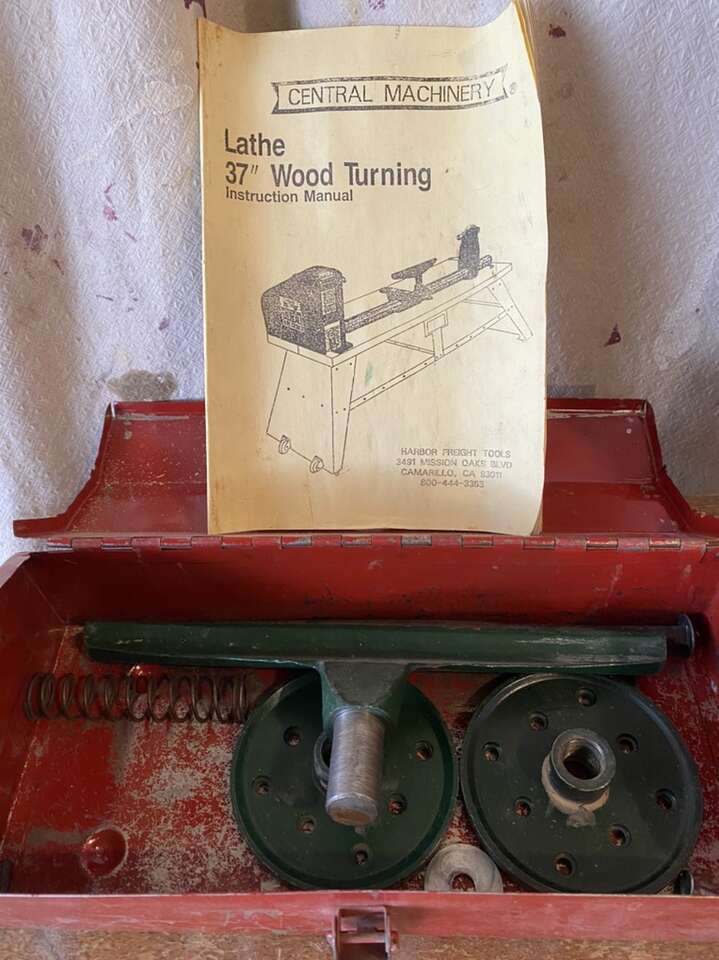 CENTRAL MACHINERY ®
Lathe
37" Wood Turning
Instruction Manual
HARBOR FREIGHT TOOLS
3491 MISSION OAKS BLVD
CAMARILLO, CA 93011
800-444-3353